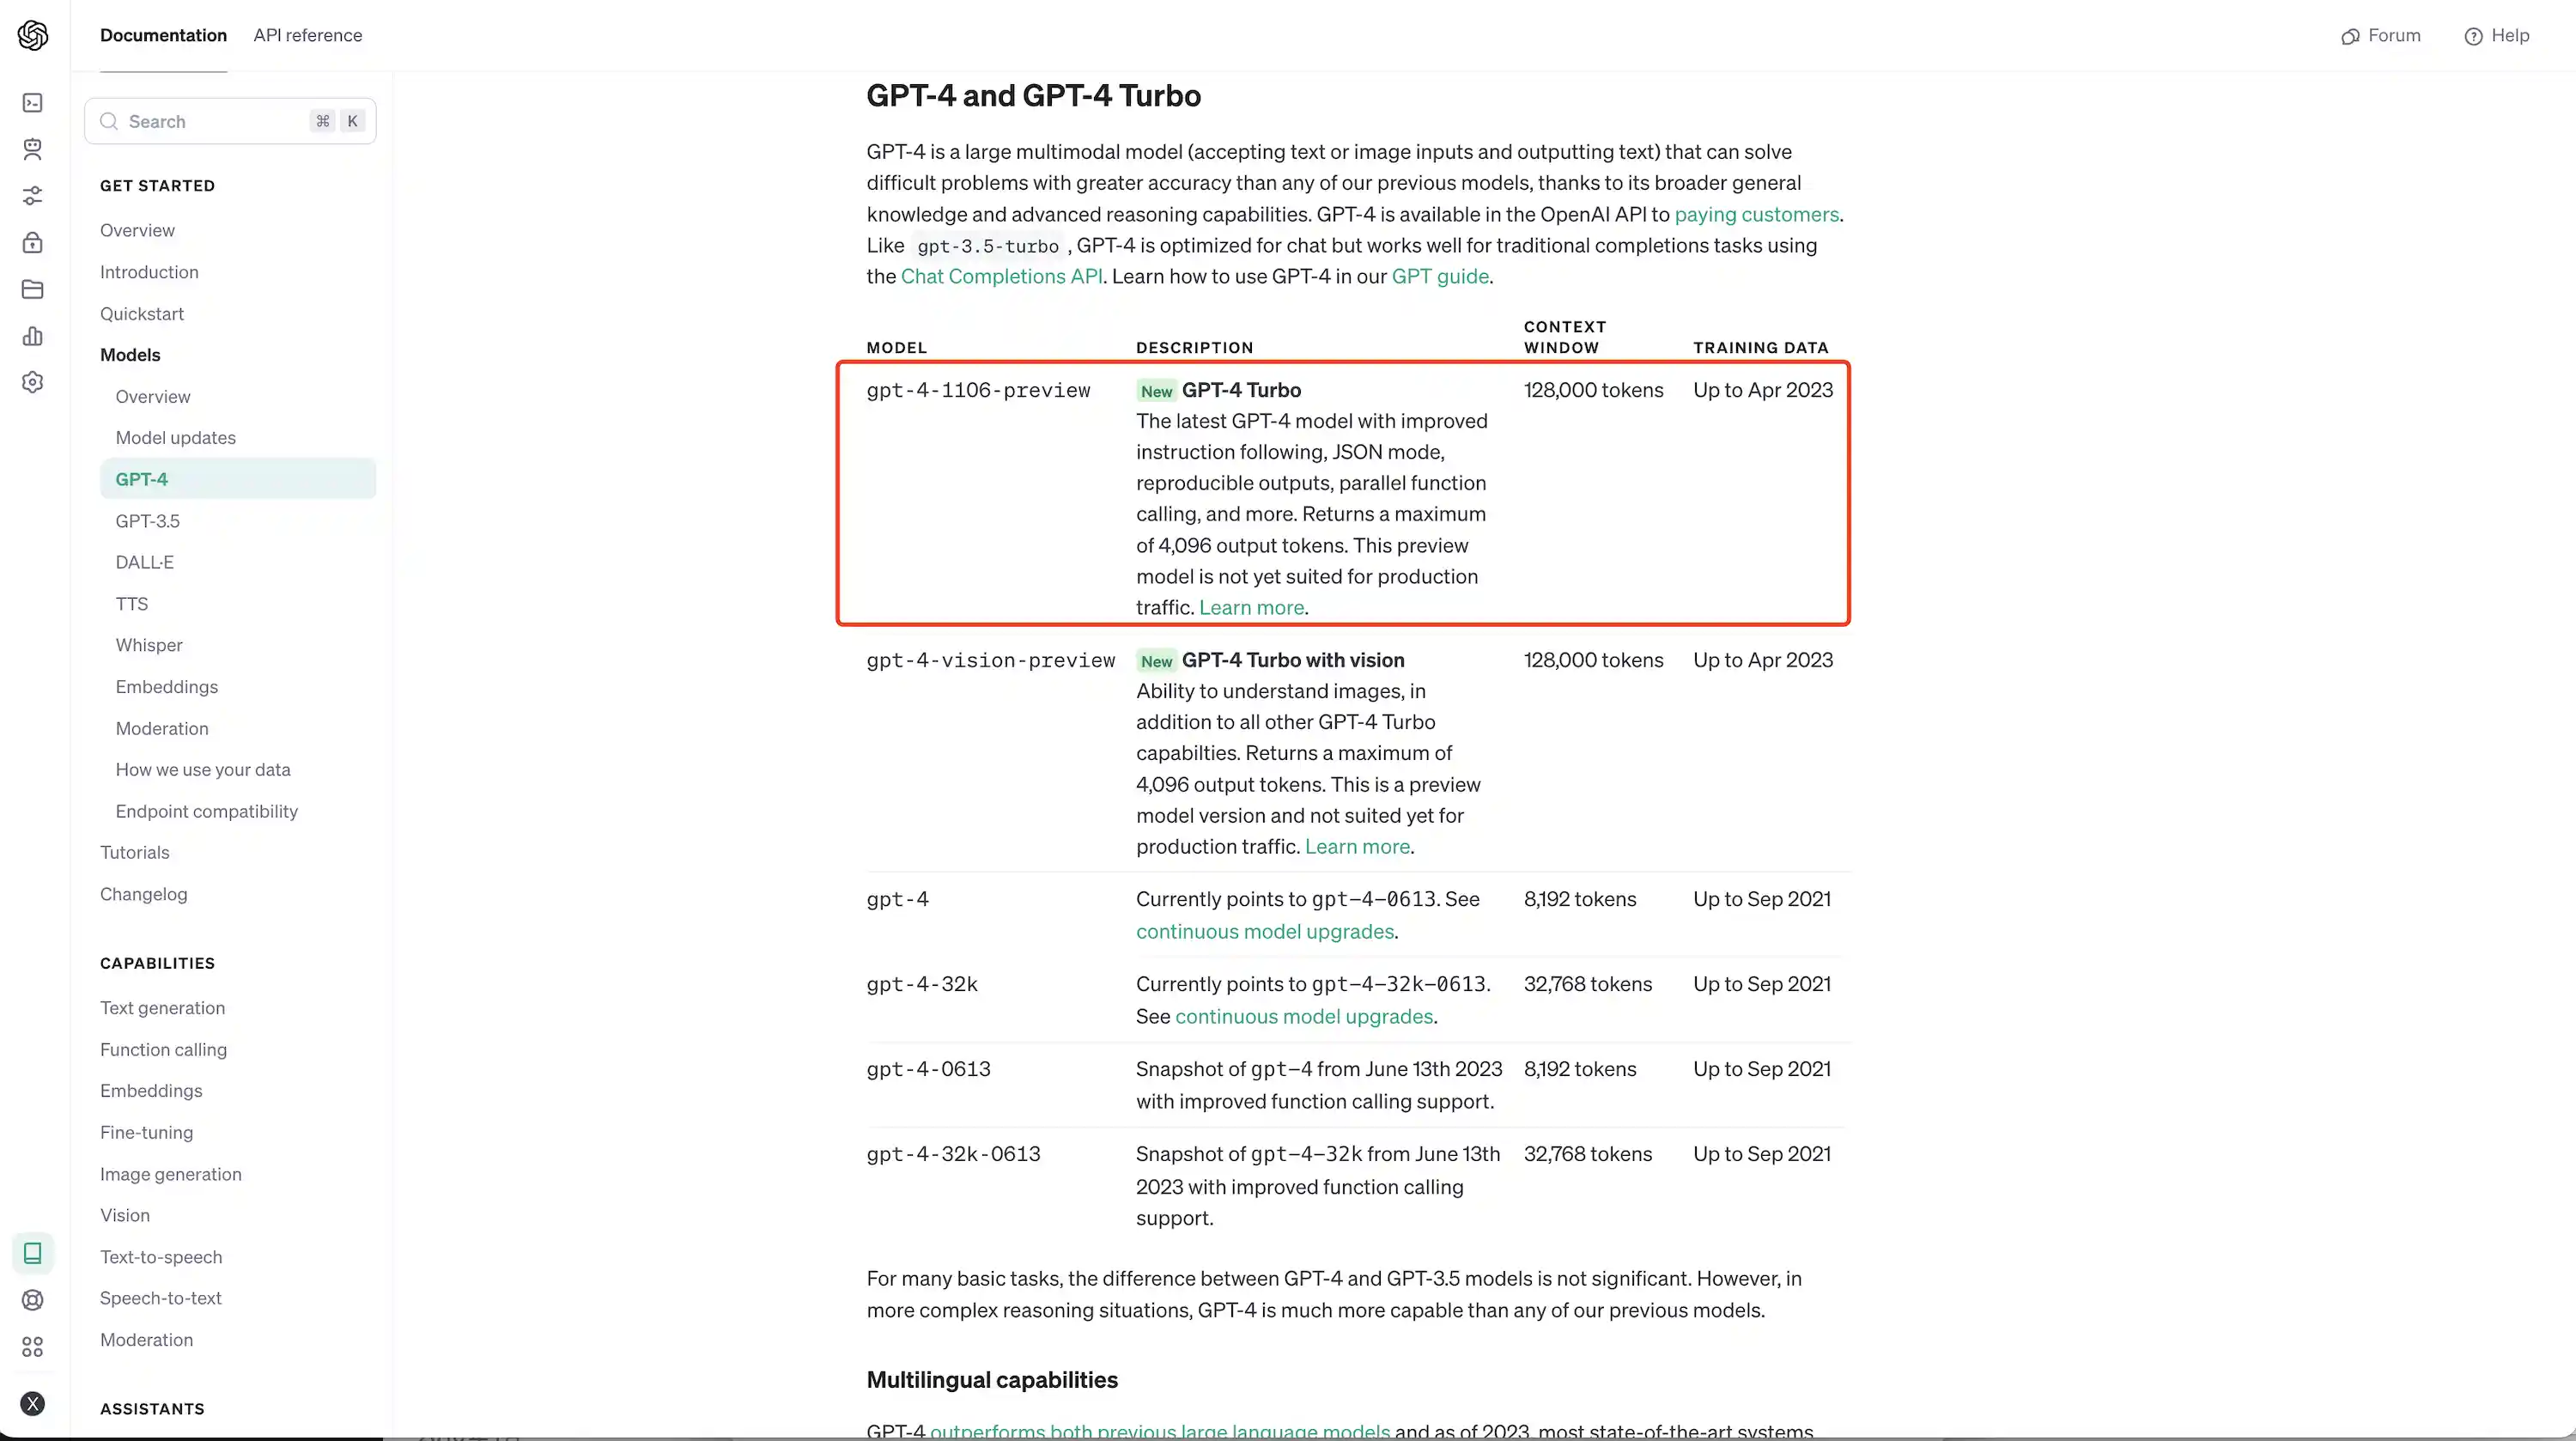 Documentation
API reference
Forum
Help
Search
⌘ K
GET STARTED
Overview
Introduction
Quickstart
Models
Overview
Model updates
GPT-4
GPT-3.5
DALL·E
TTS
Whisper
Embeddings
Moderation
How we use your data
Endpoint compatibility
Tutorials
Changelog
CAPABILITIES
Text generation
Function calling
Embeddings
Fine-tuning
Image generation
Vision
Text-to-speech
Speech-to-text
Moderation
ASSISTANTS
X
GPT-4 and GPT-4 Turbo
GPT-4 is a large multimodal model (accepting text or image inputs and outputting text) that can solve
difficult problems with greater accuracy than any of our previous models, thanks to its broader general
knowledge and advanced reasoning capabilities. GPT-4 is available in the OpenAI API to paying customers.
Like gpt-3.5-turbo , GPT-4 is optimized for chat but works well for traditional completions tasks using
the Chat Completions API. Learn how to use GPT-4 in our GPT guide.
MODEL DESCRIPTION CONTEXT WINDOW TRAINING DATA
gpt-4-1106-preview New GPT-4 Turbo 128,000 tokens Up to Apr 2023
The latest GPT-4 model with improved
instruction following, JSON mode,
reproducible outputs, parallel function
calling, and more. Returns a maximum
of 4,096 output tokens. This preview
model is not yet suited for production
traffic. Learn more.
gpt-4-vision-preview New GPT-4 Turbo with vision 128,000 tokens Up to Apr 2023
Ability to understand images, in
addition to all other GPT-4 Turbo
capabilties. Returns a maximum of
4,096 output tokens. This is a preview
model version and not suited yet for
production traffic. Learn more.
gpt-4 Currently points to gpt-4-0613. See 8,192 tokens Up to Sep 2021
continuous model upgrades.
gpt-4-32k Currently points to gpt-4-32k-0613. 32,768 tokens Up to Sep 2021
See continuous model upgrades.
gpt-4-0613 Snapshot of gpt-4 from June 13th 2023 8,192 tokens Up to Sep 2021
with improved function calling support.
gpt-4-32k-0613 Snapshot of gpt-4-32k from June 13th 32,768 tokens Up to Sep 2021
2023 with improved function calling
support.
For many basic tasks, the difference between GPT-4 and GPT-3.5 models is not significant. However, in
more complex reasoning situations, GPT-4 is much more capable than any of our previous models.
Multilingual capabilities
GPT-4 outperforms both previous large language models and as of 2023, most state-of-the-art systems